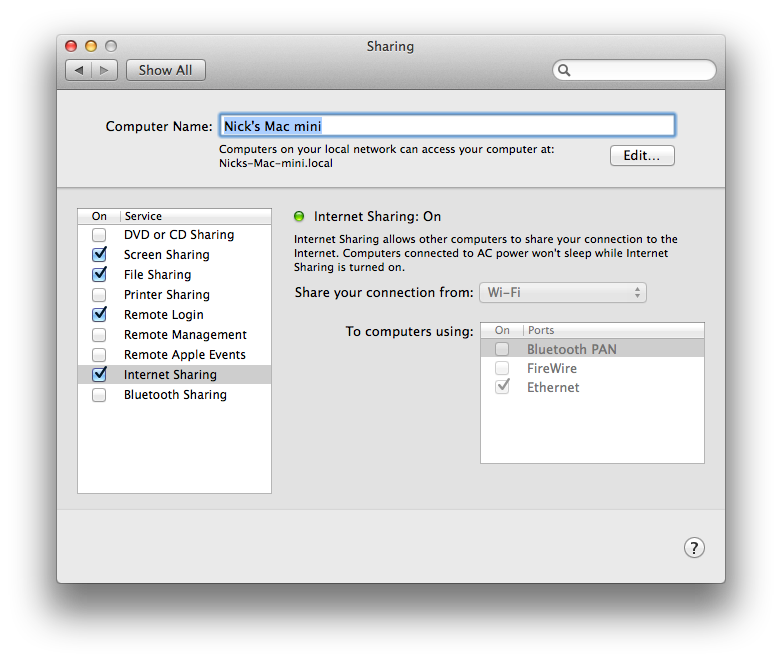 Sharing
Show All
Computer Name: Nick's Mac mini
Computers on your local network can access your computer at:
Nicks-Mac-mini.local
Edit...
On Service
DVD or CD Sharing
Screen Sharing
File Sharing
Printer Sharing
Remote Login
Remote Management
Remote Apple Events
Internet Sharing
Bluetooth Sharing
Internet Sharing: On
Internet Sharing allows other computers to share your connection to the
Internet. Computers connected to AC power won't sleep while Internet
Sharing is turned on.
Share your connection from: Wi-Fi
To computers using:
On Ports
Bluetooth PAN
FireWire
Ethernet
?